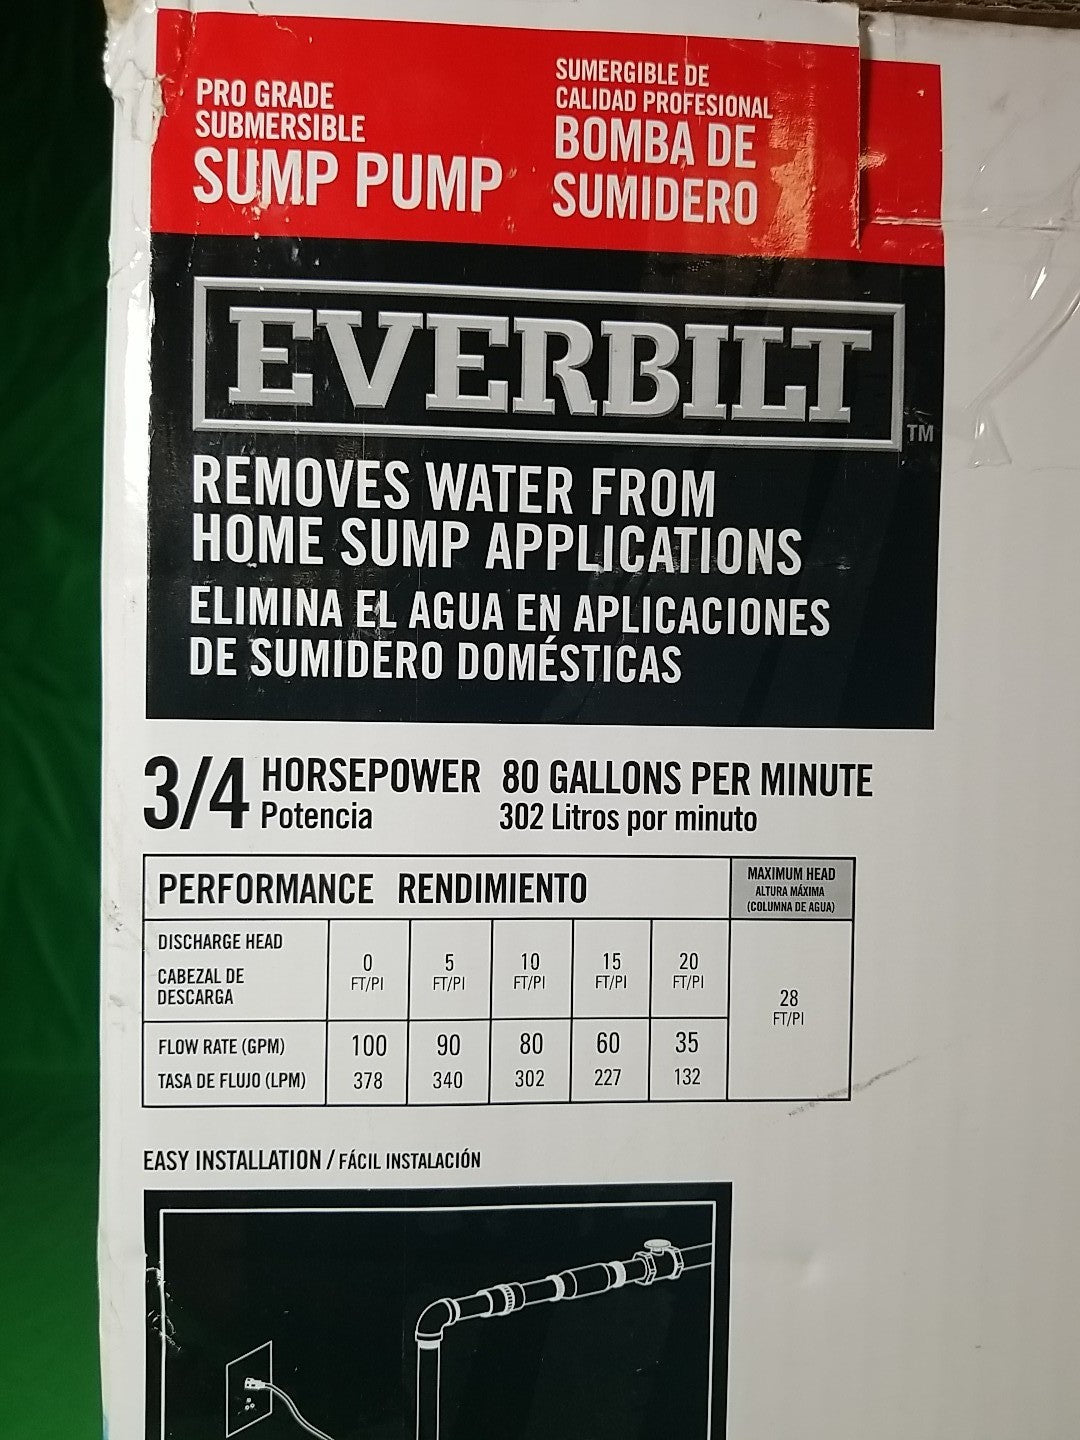 PRO GRADE
SUBMERSIBLE
SUMP PUMP
SUMERGIBLE DE
CALIDAD PROFESIONAL
BOMBA DE
SUMIDERO
EVERBILT™
REMOVES WATER FROM
HOME SUMP APPLICATIONS
ELIMINA EL AGUA EN APLICACIONES
DE SUMIDERO DOMÉSTICAS
3/4 HORSEPOWER 80 GALLONS PER MINUTE
Potencia 302 Litros por minuto
PERFORMANCE RENDIMIENTO
MAXIMUM HEAD
ALTURA MÁXIMA
(COLUMNA DE AGUA)
DISCHARGE HEAD
CABEZAL DE
DESCARGA
0 5 10 15 20
FT/PI FT/PI FT/PI FT/PI FT/PI
28
FT/PI
FLOW RATE (GPM) 100 90 80 60 35
TASA DE FLUJO (LPM) 378 340 302 227 132
EASY INSTALLATION / FÁCIL INSTALACIÓN